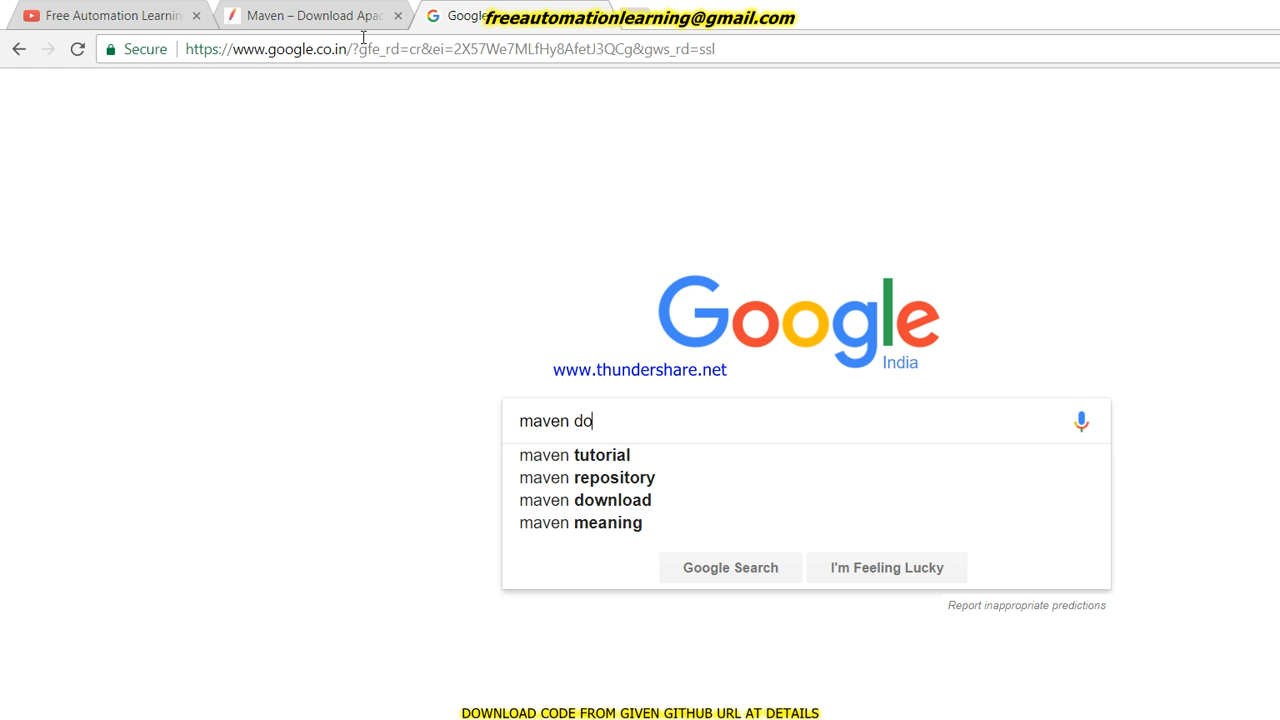 Free Automation Learnin
Maven – Download Apac
Google
freeautomationlearning@gmail.com
Secure
https://www.google.co.in/?gfe_rd=cr&ei=2X57We7MLfHy8AfetJ3QCg&gws_rd=ssl
Google
India
www.thundershare.net
maven do
maven tutorial
maven repository
maven download
maven meaning
Google Search
I'm Feeling Lucky
Report inappropriate predictions
DOWNLOAD CODE FROM GIVEN GITHUB URL AT DETAILS